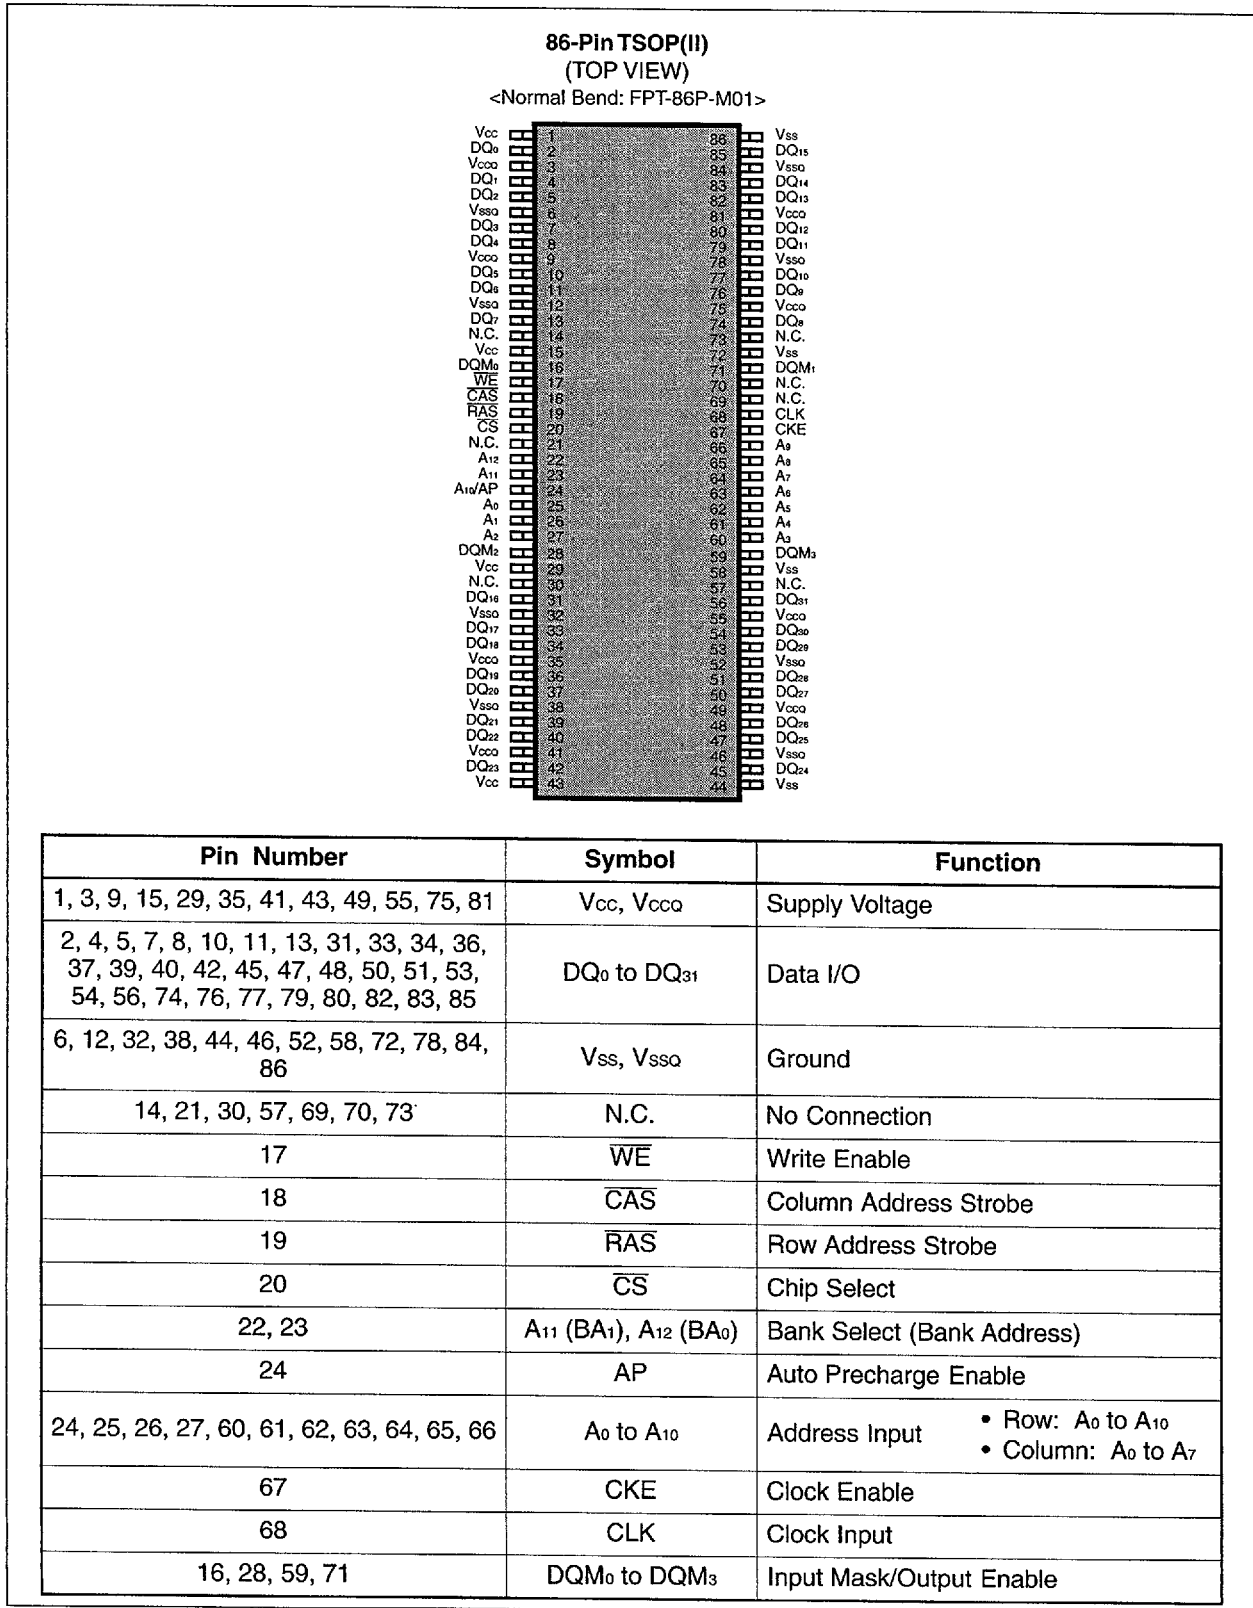 86-Pin TSOP(II)
(TOP VIEW)
<Normal Bend: FPT-86P-M01>
Vcc 1 86 Vss
DQ0 2 85 DQ15
VccQ 3 84 VssQ
DQ1 4 83 DQ14
DQ2 5 82 DQ13
VssQ 6 81 VccQ
DQ3 7 80 DQ12
DQ4 8 79 DQ11
VccQ 9 78 VssQ
DQ5 10 77 DQ10
DQ6 11 76 DQ9
VssQ 12 75 VccQ
DQ7 13 74 DQ8
N.C. 14 73 N.C.
Vcc 15 72 Vss
DQM0 16 71 DQM1
WE 17 70 N.C.
CAS 18 69 N.C.
RAS 19 68 CLK
CS 20 67 CKE
N.C. 21 66 A9
A12 22 65 A8
A11 23 64 A7
A10/AP 24 63 A6
A0 25 62 A5
A1 26 61 A4
A2 27 60 A3
DQM2 28 59 DQM3
Vcc 29 58 Vss
N.C. 30 57 N.C.
DQ16 31 56 DQ31
VssQ 32 55 VccQ
DQ17 33 54 DQ30
DQ18 34 53 DQ29
VccQ 35 52 VssQ
DQ19 36 51 DQ28
DQ20 37 50 DQ27
VssQ 38 49 VccQ
DQ21 39 48 DQ26
DQ22 40 47 DQ25
VccQ 41 46 VssQ
DQ23 42 45 DQ24
Vcc 43 44 Vss
Pin Number Symbol Function
1, 3, 9, 15, 29, 35, 41, 43, 49, 55, 75, 81 Vcc, VccQ Supply Voltage
2, 4, 5, 7, 8, 10, 11, 13, 31, 33, 34, 36,
37, 39, 40, 42, 45, 47, 48, 50, 51, 53, DQ0 to DQ31 Data I/O
54, 56, 74, 76, 77, 79, 80, 82, 83, 85
6, 12, 32, 38, 44, 46, 52, 58, 72, 78, 84, Vss, VssQ Ground
86
14, 21, 30, 57, 69, 70, 73 N.C. No Connection
17 WE Write Enable
18 CAS Column Address Strobe
19 RAS Row Address Strobe
20 CS Chip Select
22, 23 A11 (BA1), A12 (BA0) Bank Select (Bank Address)
24 AP Auto Precharge Enable
24, 25, 26, 27, 60, 61, 62, 63, 64, 65, 66 A0 to A10 Address Input • Row: A0 to A10
• Column: A0 to A7
67 CKE Clock Enable
68 CLK Clock Input
16, 28, 59, 71 DQM0 to DQM3 Input Mask/Output Enable